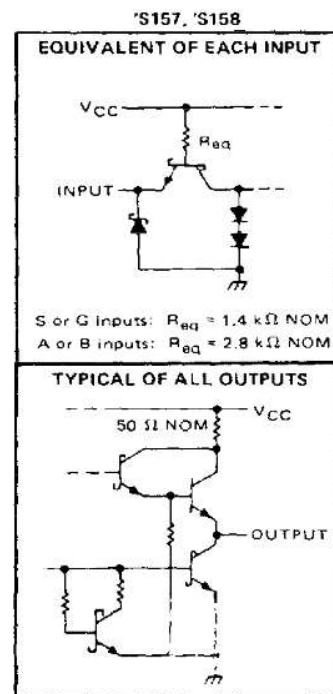 'S157, 'S158
EQUIVALENT OF EACH INPUT
VCC
Req
INPUT
S or G inputs: Req = 1.4 kΩ NOM
A or B inputs: Req = 2.8 kΩ NOM
TYPICAL OF ALL OUTPUTS
VCC
50 Ω NOM
OUTPUT